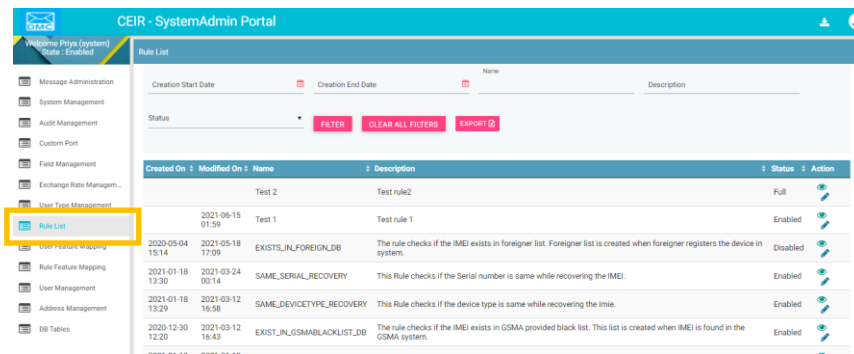 CEIR - SystemAdmin Portal
DMC
Welcome Priya (system)
State : Enabled
Rule List
Message Administration
System Management
Audit Management
Custom Port
Field Management
Exchange Rate Managem...
User Type Management
Rule List
User Feature Mapping
Rule Feature Mapping
User Management
Address Management
DB Tables
Creation Start Date
Creation End Date
Name
Description
Status
FILTER
CLEAR ALL FILTERS
EXPORT
Created On Modified On Name Description Status Action
Test 2 Test rule2 Full
2021-06-15 01:59 Test 1 Test rule 1 Enabled
2020-05-04 15:14 2021-05-18 17:09 EXISTS_IN_FOREIGN_DB The rule checks if the IMEI exists in foreigner list. Foreigner list is created when foreigner registers the device in system. Disabled
2021-01-18 13:30 2021-03-24 00:14 SAME_SERIAL_RECOVERY This Rule checks if the Serial number is same while recovering the IMEI. Enabled
2021-01-18 13:29 2021-03-12 16:58 SAME_DEVICETYPE_RECOVERY This Rule checks if the device type is same while recovering the Imie. Enabled
2020-12-30 12:20 2021-03-12 16:43 EXIST_IN_GSMABLACKLIST_DB The rule checks if the IMEI exists in GSMA provided black list. This list is created when IMEI is found in the GSMA system. Enabled